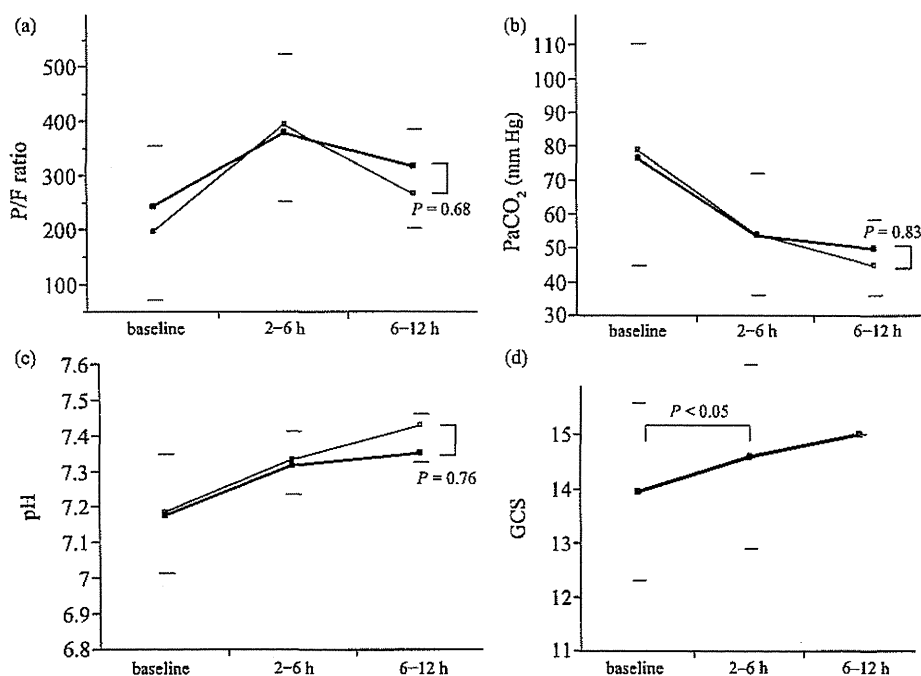 (a)
P/F ratio
500
400
300
200
100
P = 0.68
baseline
2–6 h
6–12 h
(b)
PaCO2 (mm Hg)
110
100
90
80
70
60
50
40
30
P = 0.83
baseline
2–6 h
6–12 h
(c)
pH
7.6
7.5
7.4
7.3
7.2
7.1
7
6.9
6.8
P = 0.76
baseline
2–6 h
6–12 h
(d)
GCS
15
14
13
12
11
P < 0.05
baseline
2–6 h
6–12 h